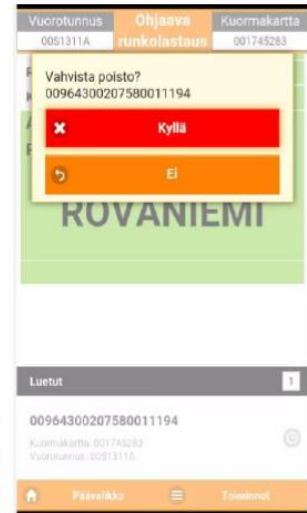 Vuorotunnus Ohjaava Kuormakartta
0051311A runkolastaus 001745283
Vahvista poisto?
00964300207580011194
Kyllä
Ei
ROVANIEMI
Luetut 1
00964300207580011194
Kuormakartta: 001745283
Vuorotunnus: 0051311A
Päävalikko Toiminnot